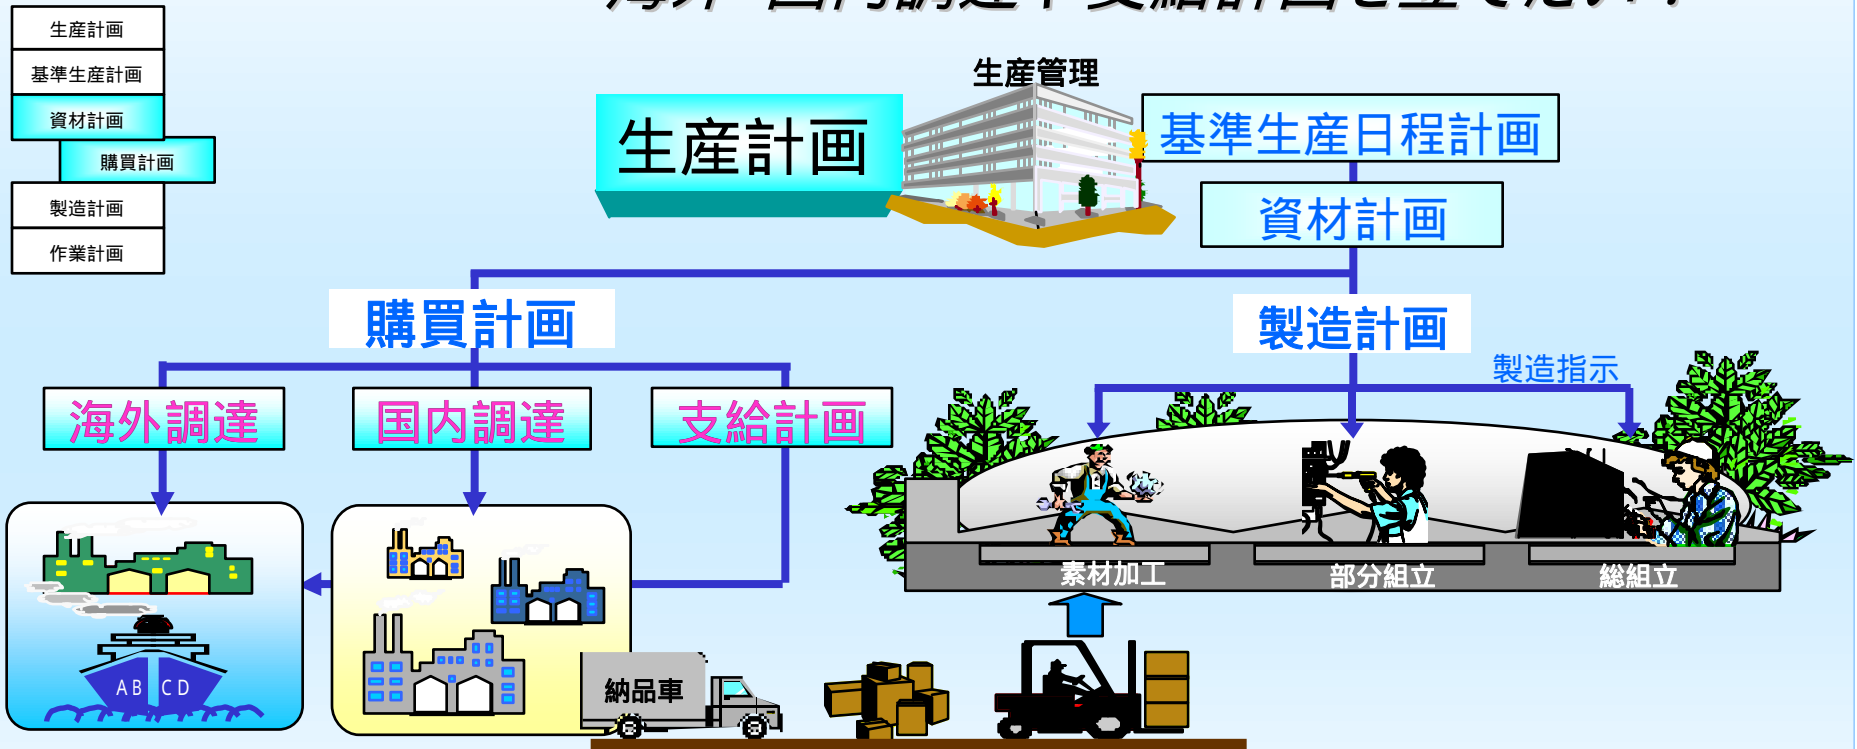 生産計画
基準生産計画
資材計画
購買計画
製造計画
作業計画
生産管理
生産計画
基準生産日程計画
資材計画
購買計画
製造計画
製造指示
海外調達
国内調達
支給計画
素材加工
部分組立
総組立
納品車
AB CD